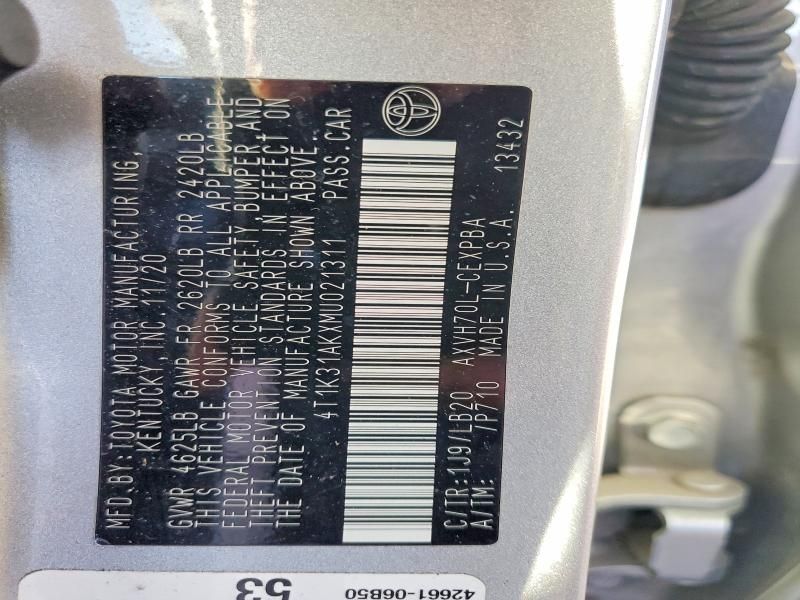 MFD.BY: TOYOTA MOTOR MANUFACTURING,
KENTUCKY, INC. 11/20
GVWR 4625LB GAWR FR 2620LB RR 2420LB
THIS VEHICLE CONFORMS TO ALL APPLICABLE
FEDERAL MOTOR VEHICLE SAFETY, BUMPER, AND
THEFT PREVENTION STANDARDS IN EFFECT ON
THE DATE OF MANUFACTURE SHOWN ABOVE.
4T1K31AKXMU021311 PASS.CAR
C/TR: 1J9/LB20 AXVH70L-CEXPBA
A/TM: /P710 MADE IN U.S.A. 13432
53
42661-06B50